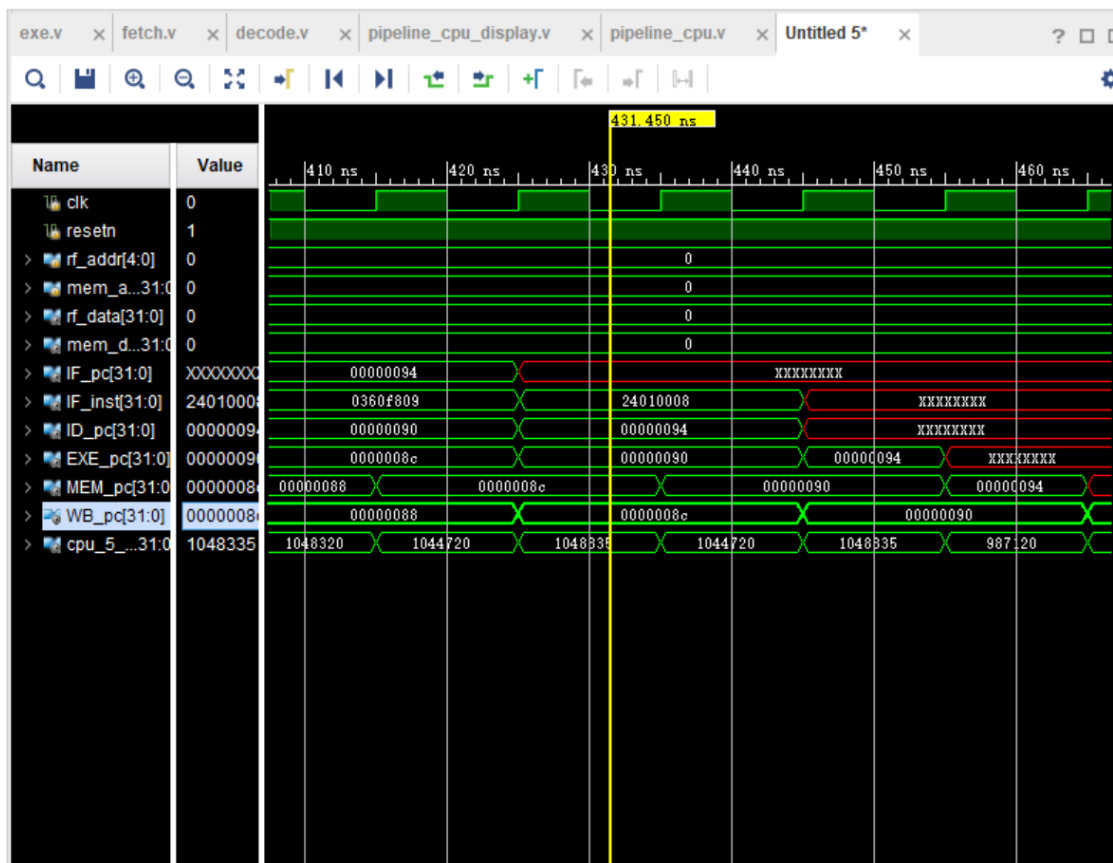 exe.v × fetch.v × decode.v × pipeline_cpu_display.v × pipeline_cpu.v × Untitled 5* × ?
431.450 ns
Name Value 410 ns 420 ns 430 ns 440 ns 450 ns 460 ns
clk 0
resetn 1
rf_addr[4:0] 0 0
mem_a...31:0 0 0
rf_data[31:0] 0 0
mem_d...31:0 0 0
IF_pc[31:0] XXXXXXXX 00000094 XXXXXXXX
IF_inst[31:0] 24010008 0360f809 24010008 XXXXXXXX
ID_pc[31:0] 00000094 00000090 00000094 XXXXXXXX
EXE_pc[31:0] 00000090 0000008c 00000090 00000094 XXXXXXXX
MEM_pc[31:0 0000008c 00000088 0000008c 00000090 00000094
WB_pc[31:0] 0000008c 00000088 0000008c 00000090
cpu_5_...31:0 1048335 1048320 1044720 1048335 1044720 1048335 987120